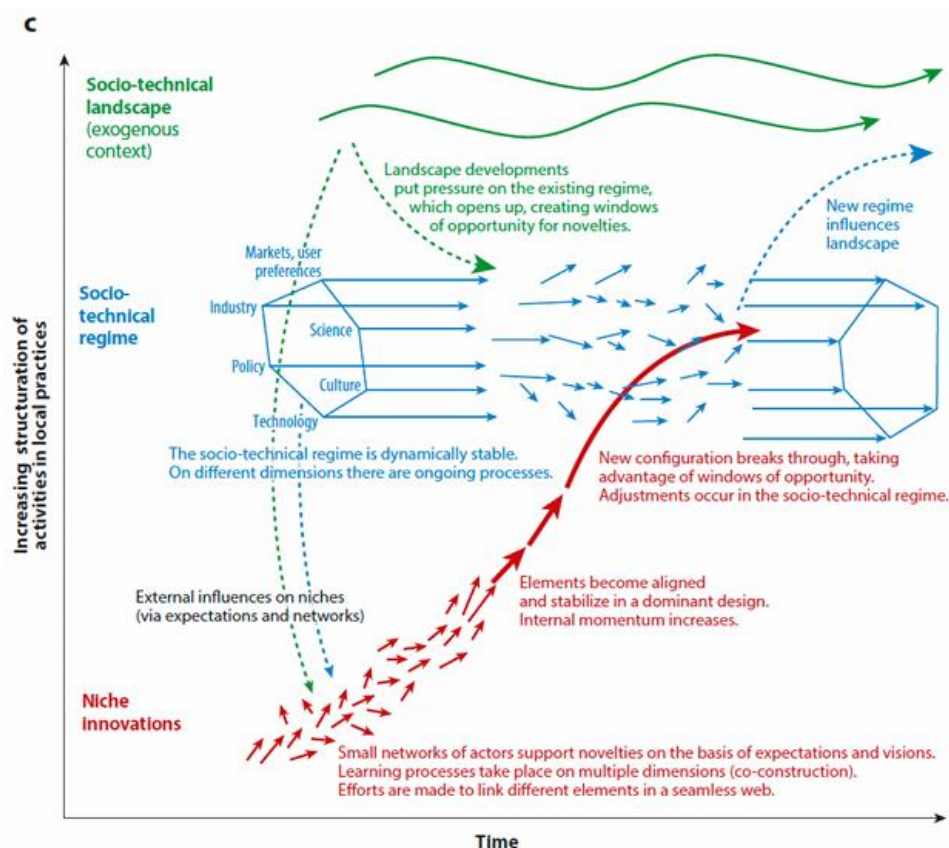 c
Socio-technical
landscape
(exogenous
context)
Landscape developments
put pressure on the existing regime,
which opens up, creating windows
of opportunity for novelties.
New regime
influences
landscape
Markets, user
preferences
Socio-
technical
regime
Industry
Science
Policy
Culture
Technology
The socio-technical regime is dynamically stable.
On different dimensions there are ongoing processes.
New configuration breaks through, taking
advantage of windows of opportunity.
Adjustments occur in the socio-technical regime.
Increasing structuration of
activities in local practices
External influences on niches
(via expectations and networks)
Elements become aligned
and stabilize in a dominant design.
Internal momentum increases.
Niche
innovations
Small networks of actors support novelties on the basis of expectations and visions.
Learning processes take place on multiple dimensions (co-construction).
Efforts are made to link different elements in a seamless web.
Time